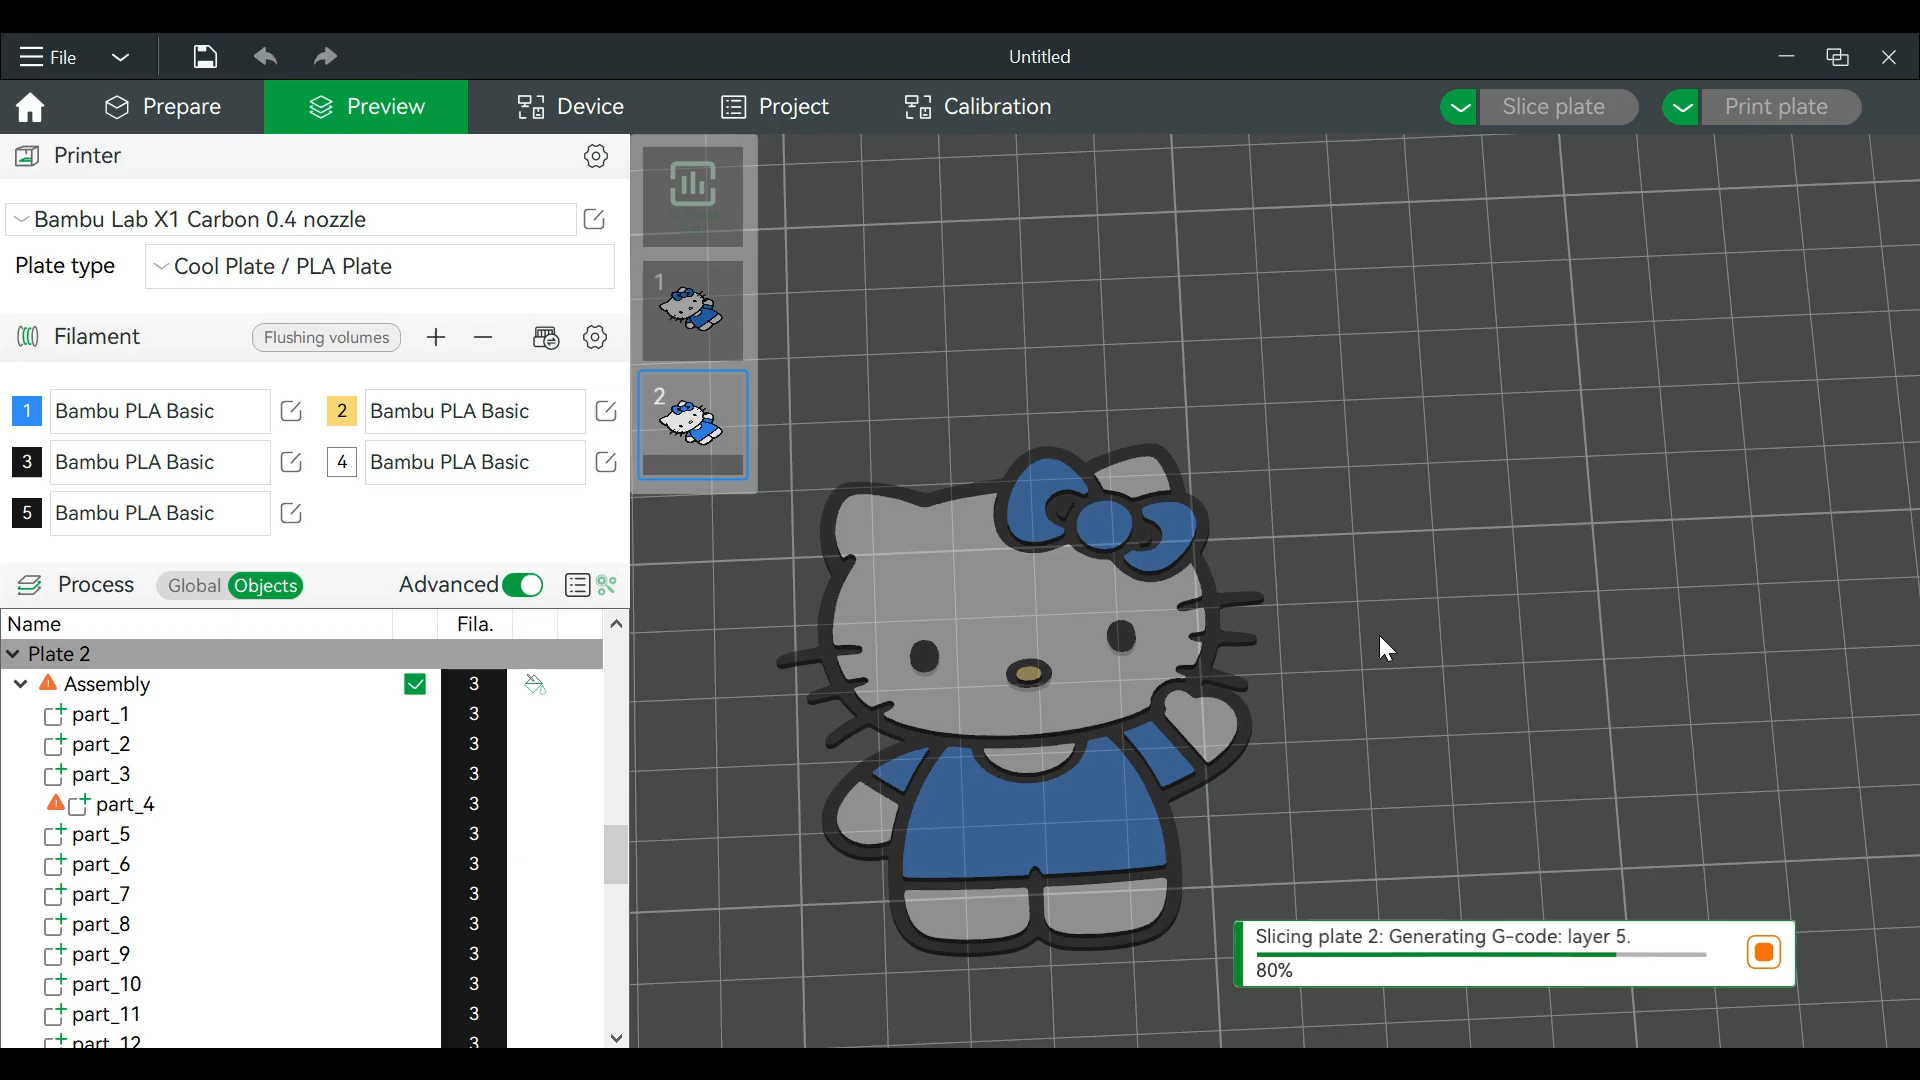 File
Untitled
Prepare
Preview
Device
Project
Calibration
Slice plate
Print plate
Printer
Bambu Lab X1 Carbon 0.4 nozzle
Plate type
Cool Plate / PLA Plate
Filament
Flushing volumes
1 Bambu PLA Basic
2 Bambu PLA Basic
3 Bambu PLA Basic
4 Bambu PLA Basic
5 Bambu PLA Basic
Process
Global
Objects
Advanced
Name
Fila.
Plate 2
Assembly 3
part_1 3
part_2 3
part_3 3
part_4 3
part_5 3
part_6 3
part_7 3
part_8 3
part_9 3
part_10 3
part_11 3
part_12 3
1
2
Slicing plate 2: Generating G-code: layer 5.
80%